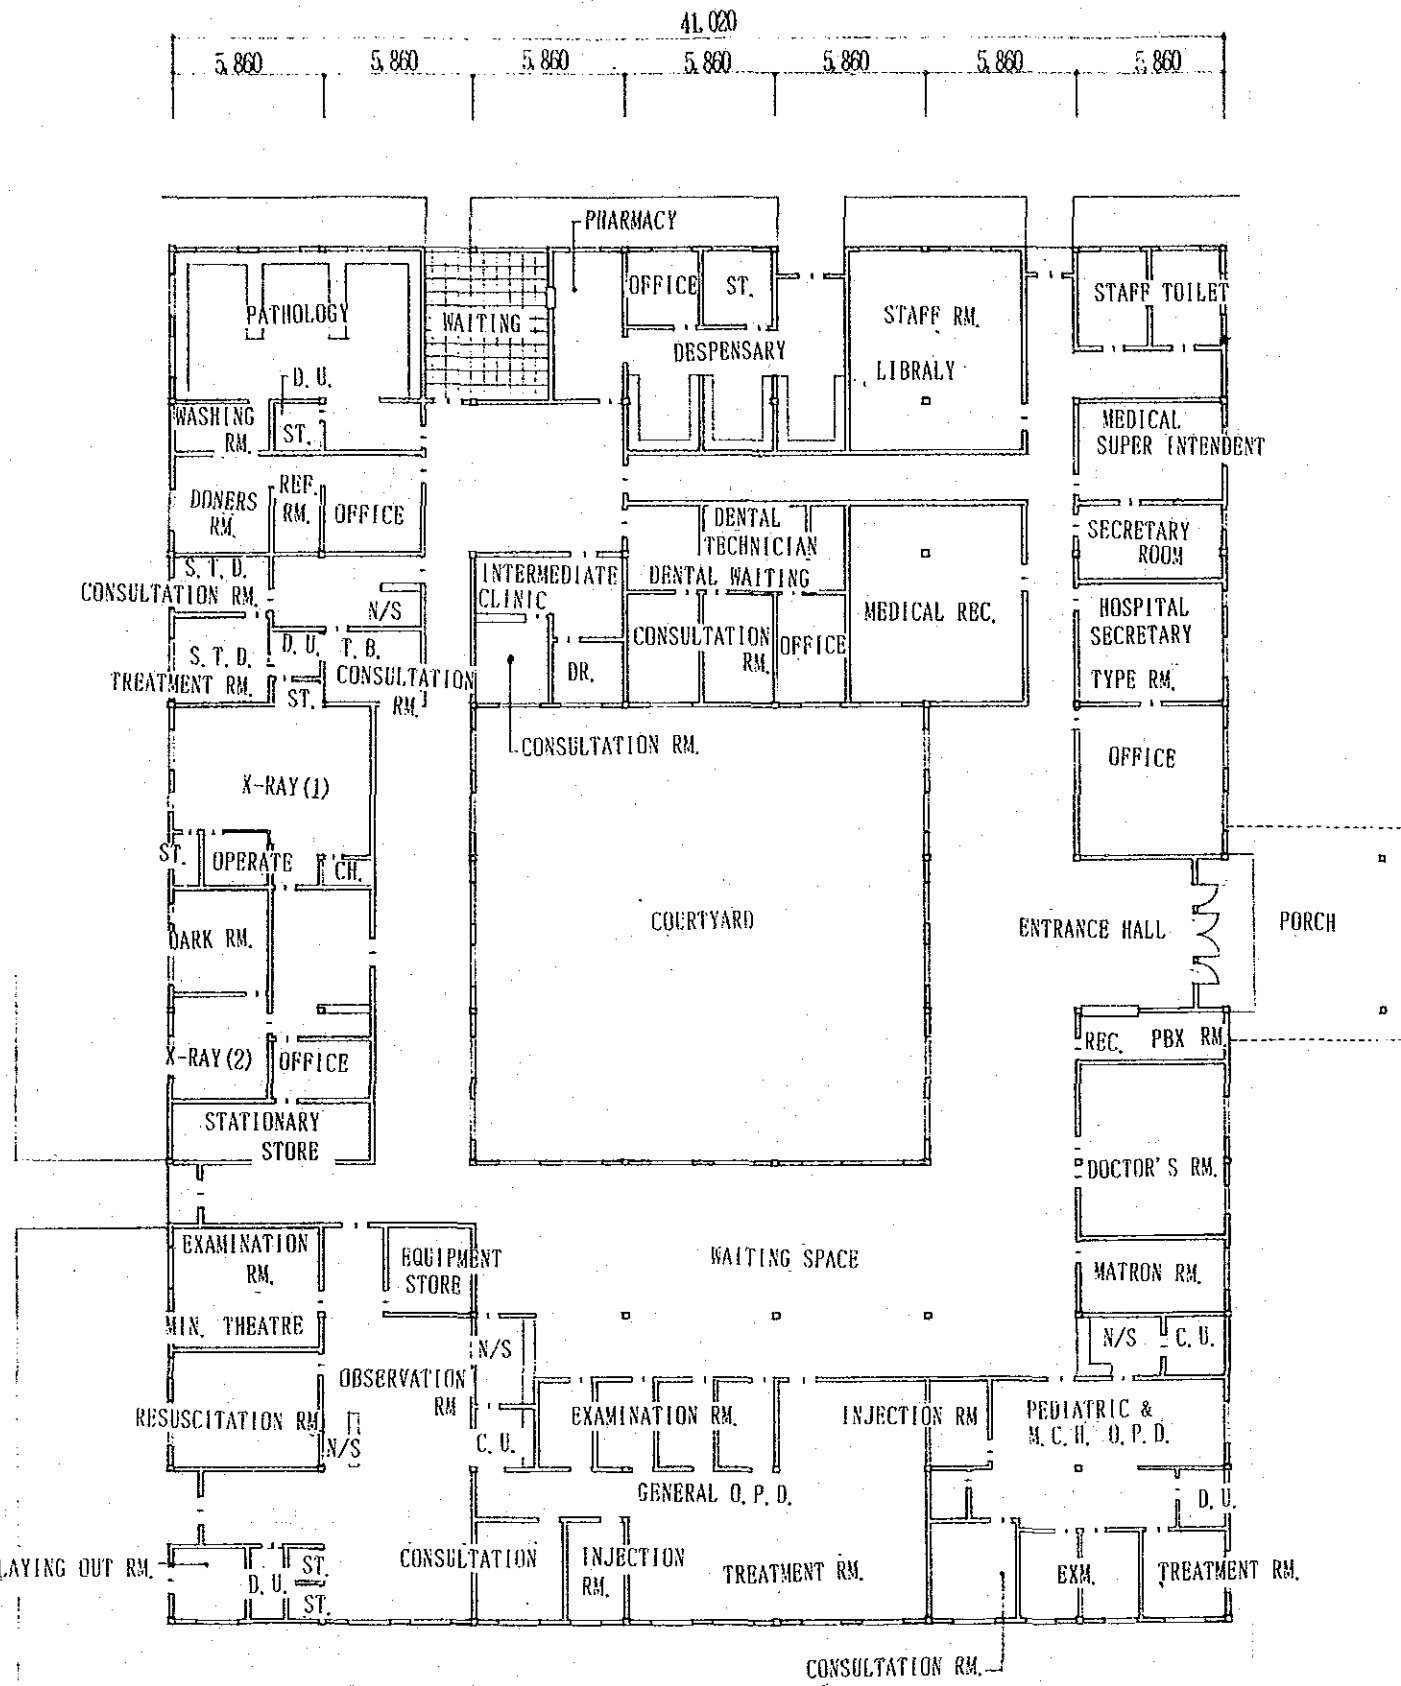 41,020
5,860 5,860 5,860 5,860 5,860 5,860 5,860
PHARMACY
OFFICE ST. STAFF TOILET
PATHOLOGY WAITING STAFF RM.
DESPENSARY
D. U. LIBRALY
WASHING RM. ST. MEDICAL SUPER INTENDENT
DONERS RM. REF. RM. OFFICE DENTAL TECHNICIAN SECRETARY ROOM
S. T. D. CONSULTATION RM. INTERMEDIATE CLINIC DENTAL WAITING
N/S MEDICAL REC. HOSPITAL SECRETARY
D. U. T. B. CONSULTATION RM. CONSULTATION RM. OFFICE
S. T. D. TREATMENT RM. ST. DR. TYPE RM.
CONSULTATION RM. OFFICE
X-RAY(1)
ST. OPERATE CH.
DARK RM. COURTYARD ENTRANCE HALL PORCH
X-RAY(2) OFFICE REC. PBX RM.
STATIONARY STORE
DOCTOR'S RM.
EXAMINATION RM. EQUIPMENT STORE WAITING SPACE MATRON RM.
MIN. THEATRE N/S N/S C. U.
OBSERVATION RM
RESUSCITATION RM. N/S C. U. EXAMINATION RM. INJECTION RM PEDIATRIC &
M. C. H. O. P. D.
GENERAL O. P. D. D. U.
LAYING OUT RM. D. U. ST. CONSULTATION INJECTION RM. TREATMENT RM. EXM. TREATMENT RM.
ST.
CONSULTATION RM.